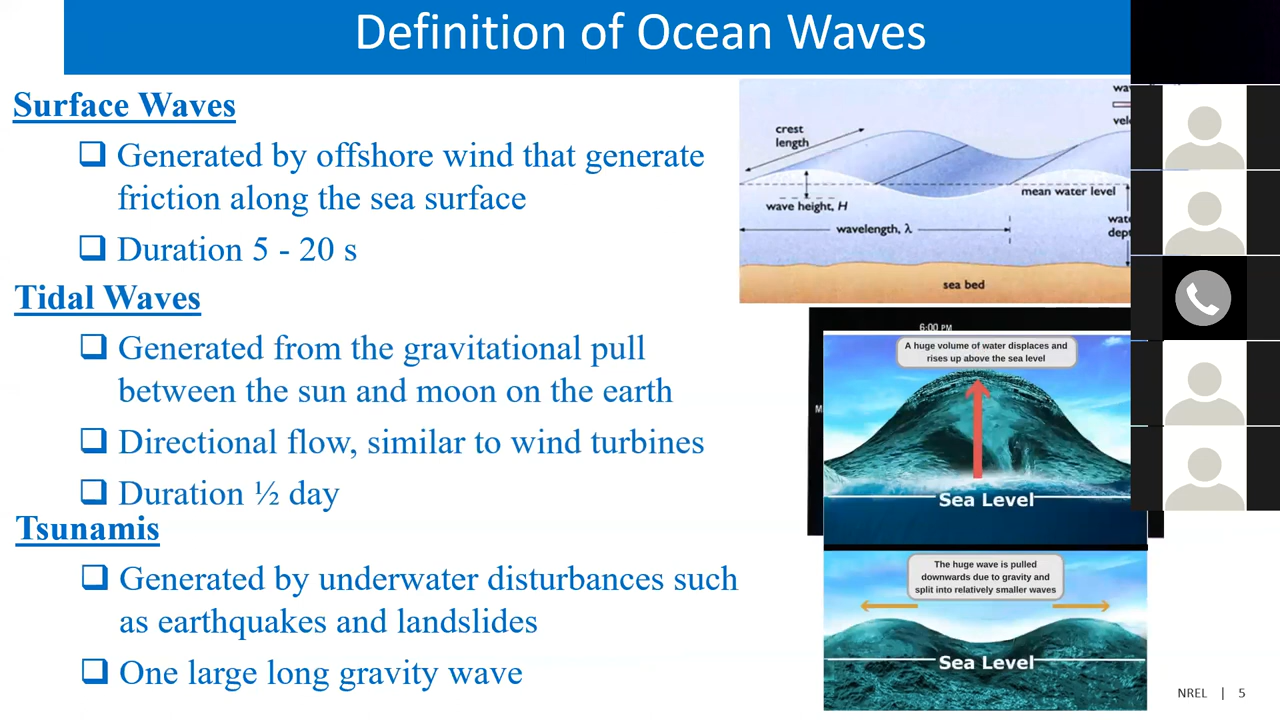 Definition of Ocean Waves
Surface Waves
Generated by offshore wind that generate
friction along the sea surface
Duration 5 - 20 s
Tidal Waves
Generated from the gravitational pull
between the sun and moon on the earth
Directional flow, similar to wind turbines
Duration ½ day
Tsunamis
Generated by underwater disturbances such
as earthquakes and landslides
One large long gravity wave
crest
length
wave height, H
mean water level
wavelength, λ
sea bed
6:00 PM
A huge volume of water displaces and
rises up above the sea level
Sea Level
The huge wave is pulled
downwards due to gravity and
split into relatively smaller waves
Sea Level
NREL | 5